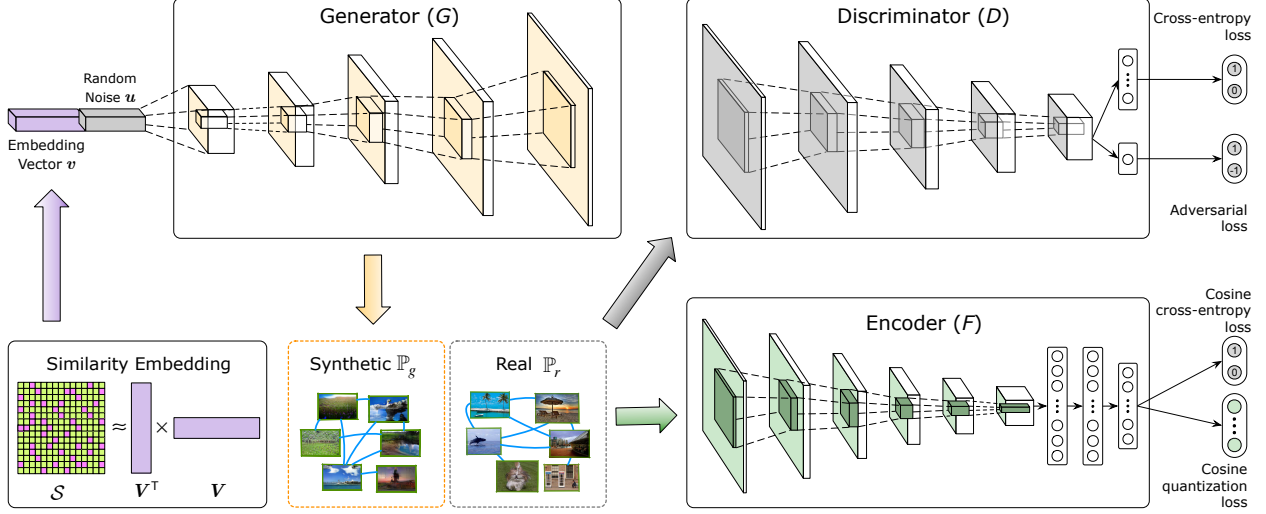 Generator (G)
Random
Noise u
Embedding
Vector v
Discriminator (D)
Cross-entropy
loss
1
0
1
-1
Adversarial
loss
Similarity Embedding
≈
×
𝒮
V^T
V
Synthetic ℙ_g
Real ℙ_r
Encoder (F)
Cosine
cross-entropy
loss
1
0
Cosine
quantization
loss